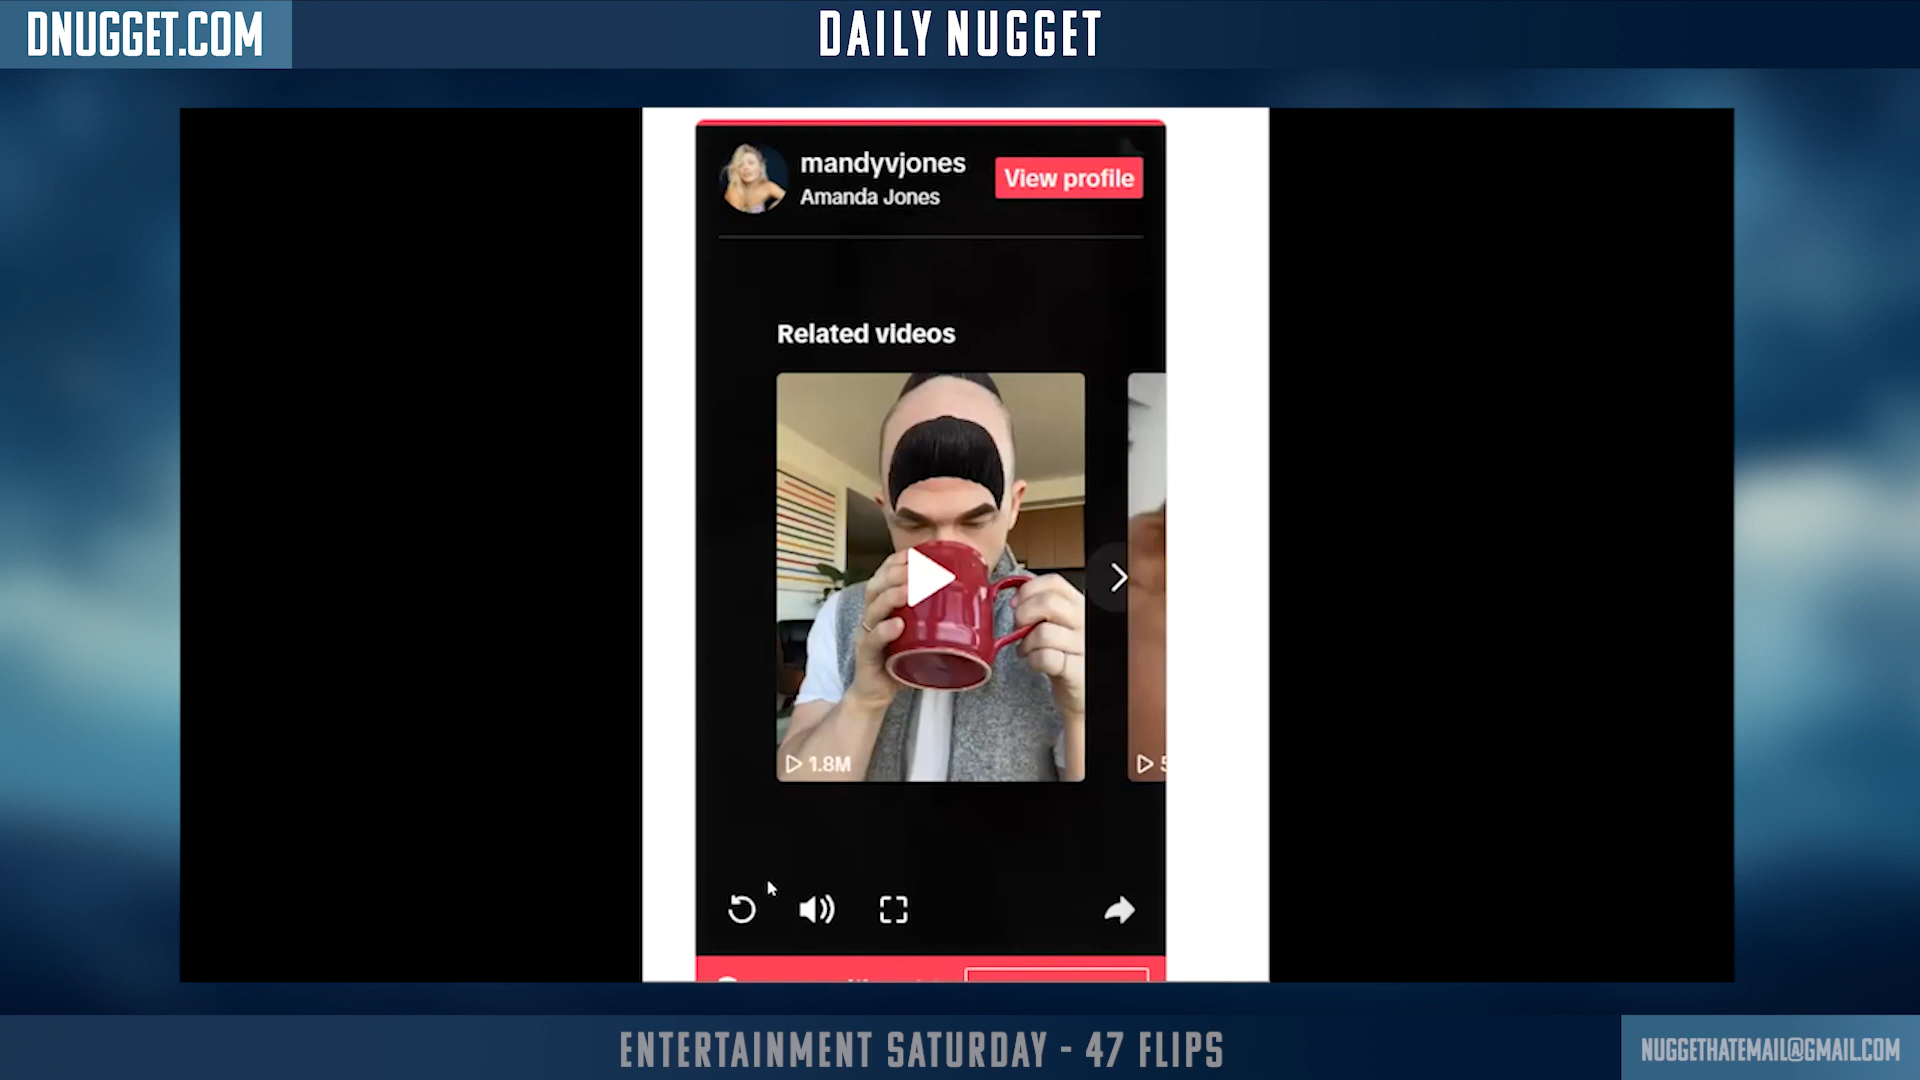 DNUGGET.COM
DAILY NUGGET
mandyvjones
Amanda Jones
View profile
Related videos
1.8M
ENTERTAINMENT SATURDAY - 47 FLIPS
NUGGETHATEMAIL@GMAIL.COM